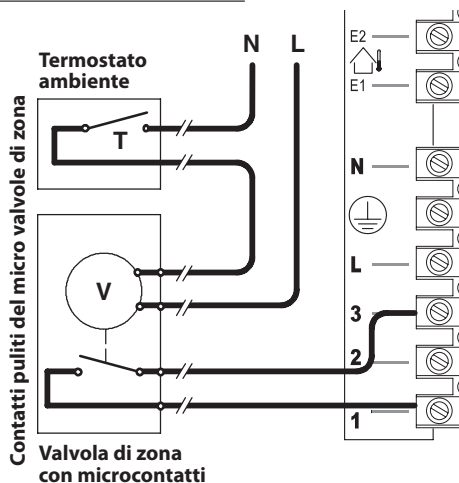 N L
Termostato
ambiente
T
Contatti puliti del micro valvole di zona
V
Valvola di zona
con microcontatti
E2
E1
N
L
3
2
1